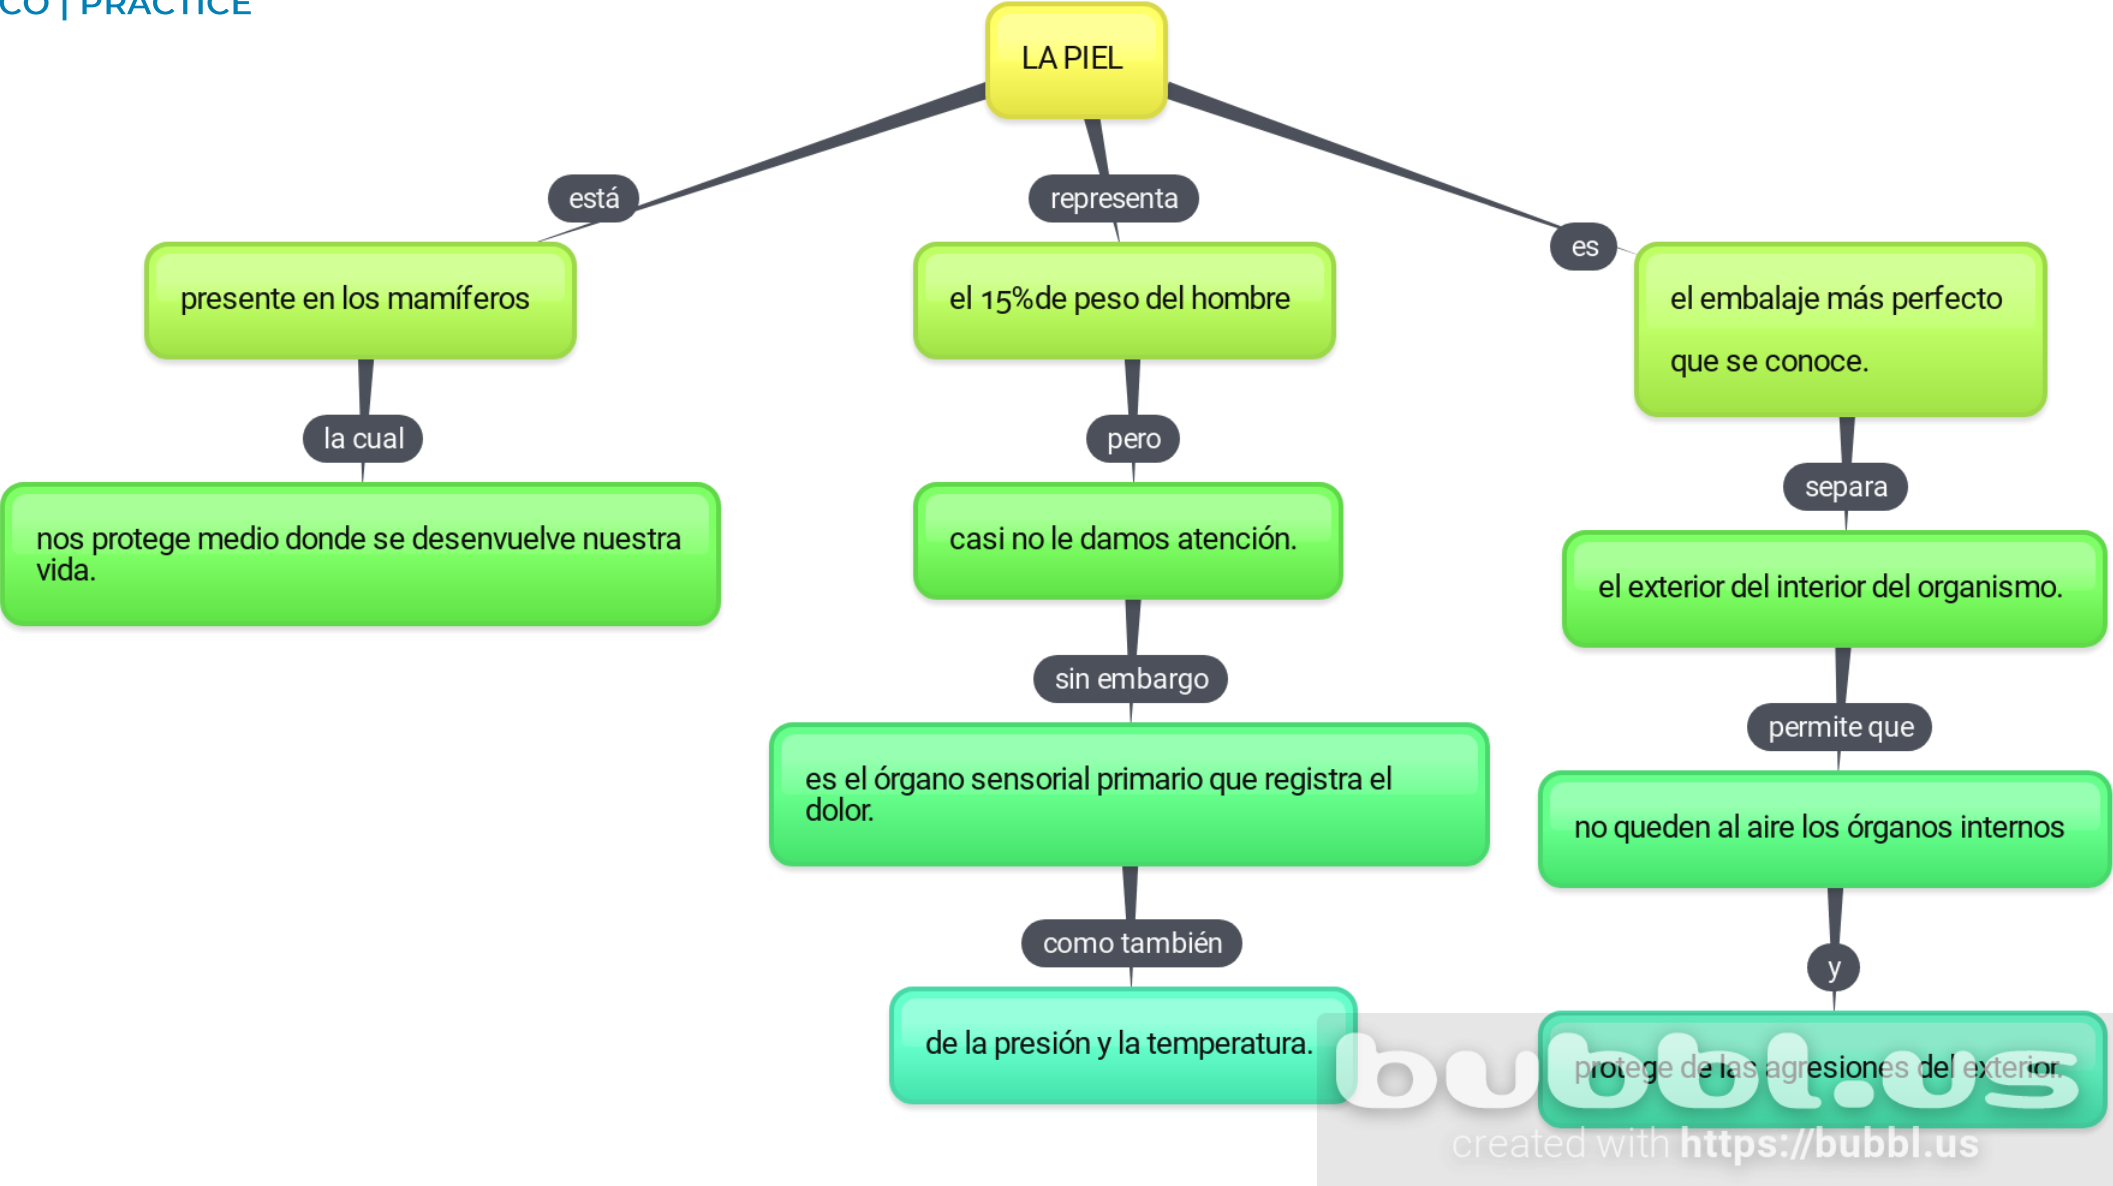 CO | PRACTICE
LA PIEL
está
representa
es
presente en los mamíferos
el 15%de peso del hombre
el embalaje más perfecto
que se conoce.
la cual
pero
separa
nos protege medio donde se desenvuelve nuestra
vida.
casi no le damos atención.
el exterior del interior del organismo.
sin embargo
permite que
es el órgano sensorial primario que registra el
dolor.
no queden al aire los órganos internos
como también
y
de la presión y la temperatura.
protege de las agresiones del exterior.
bubbl.us
created with https://bubbl.us